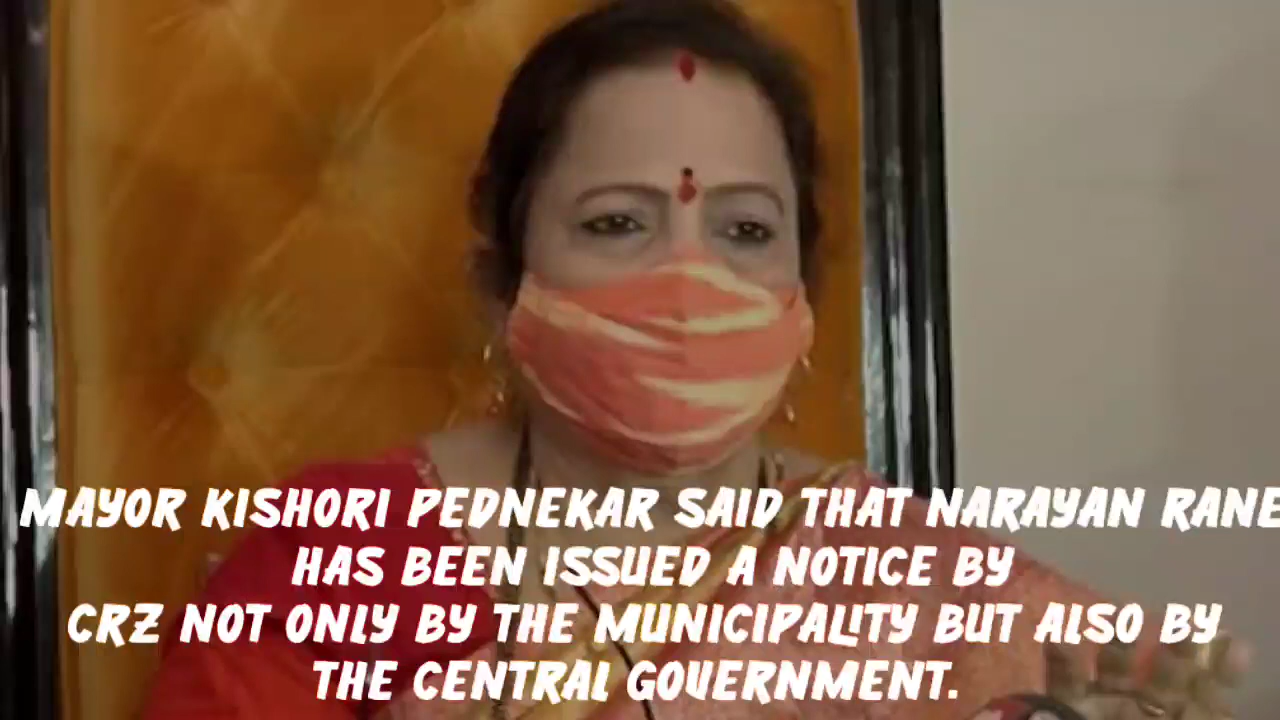 MAYOR KISHORI PEDNEKAR SAID THAT NARAYAN RANE
HAS BEEN ISSUED A NOTICE BY
CRZ NOT ONLY BY THE MUNICIPALITY BUT ALSO BY
THE CENTRAL GOVERNMENT.